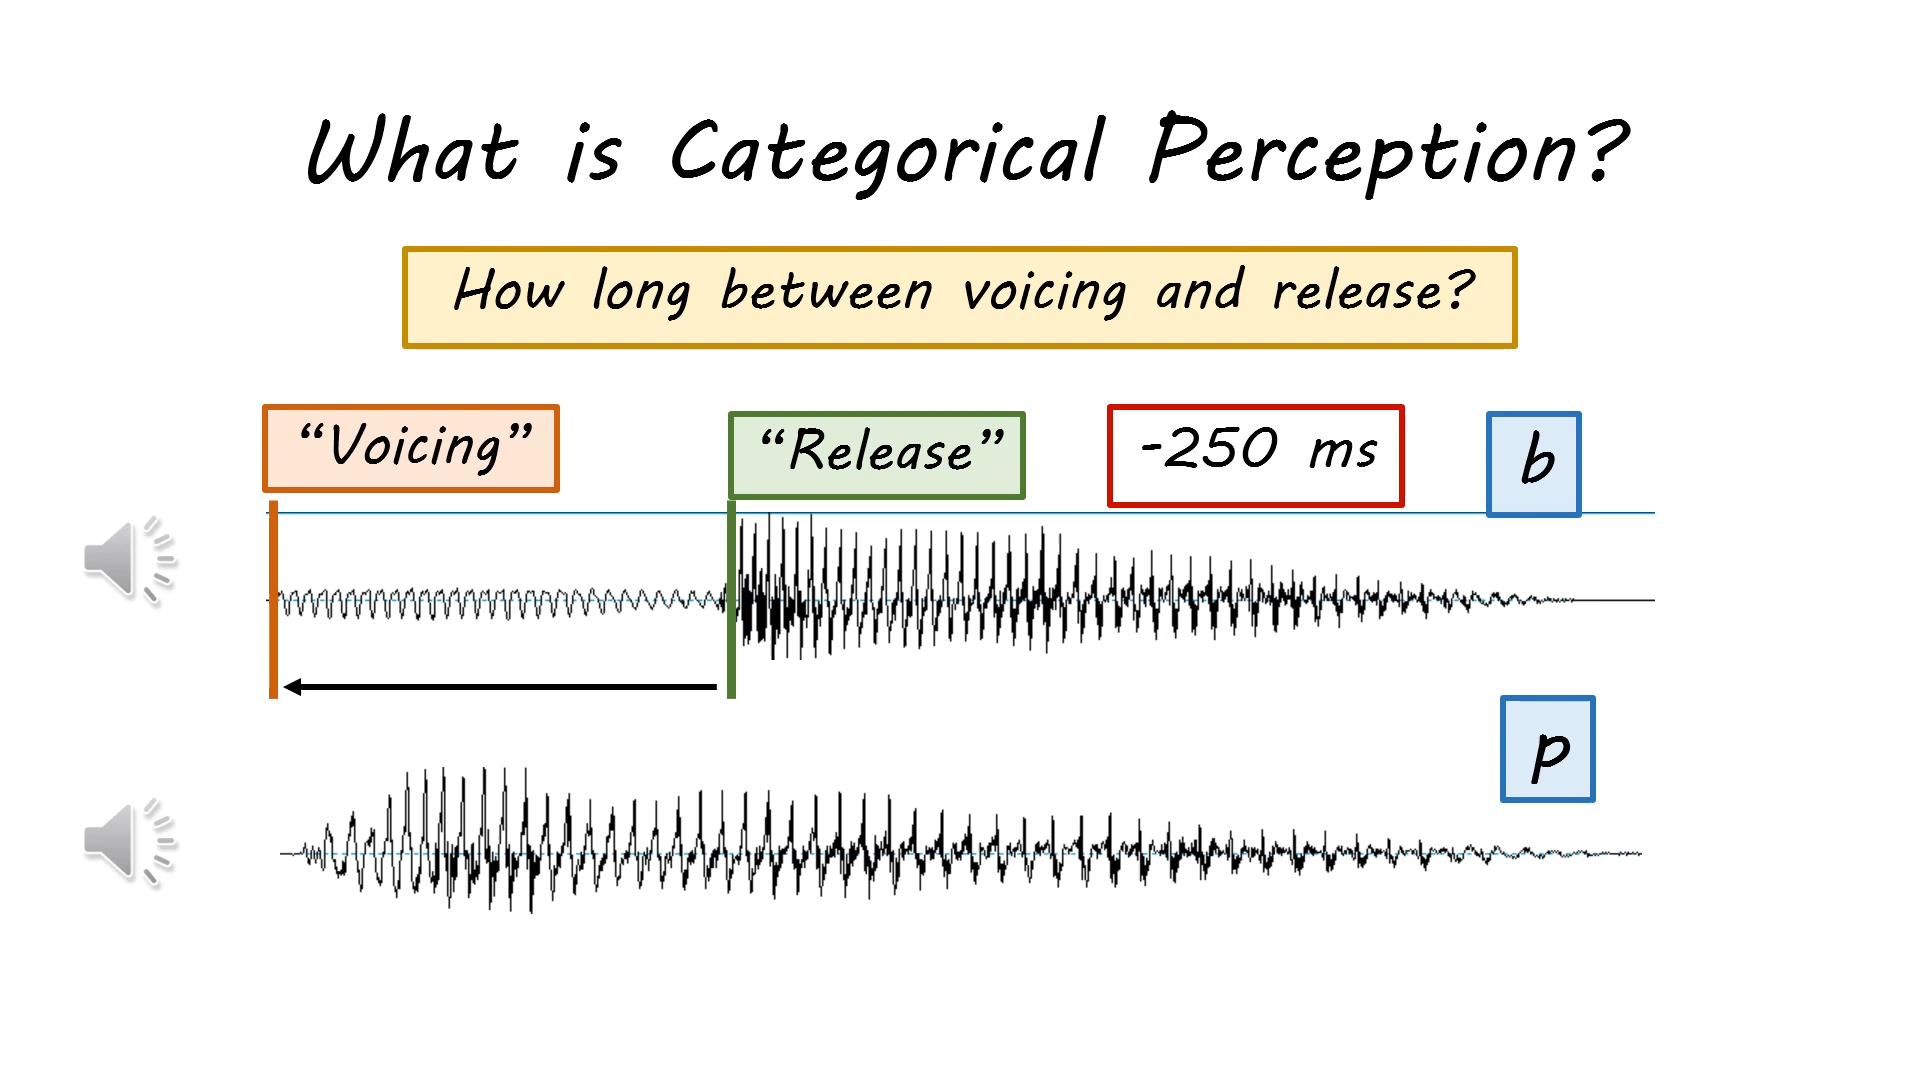 What is Categorical Perception?
How long between voicing and release?
“Voicing”
“Release”
-250 ms
b
p